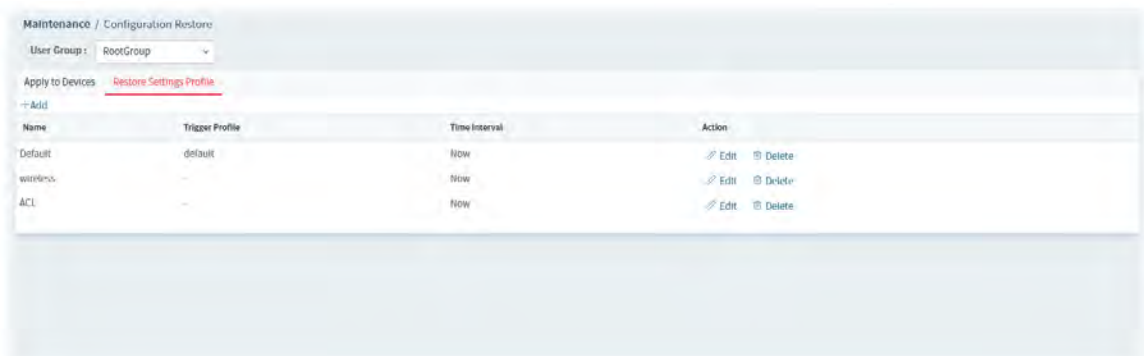 Maintenance / Configuration Restore
User Group : RootGroup
Apply to Devices Restore Settings Profile
+Add
Name Trigger Profile Time Interval Action
Default default Now Edit Delete
wireless -- Now Edit Delete
ACL -- Now Edit Delete